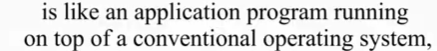 is like an application program running
on top of a conventional operating system,